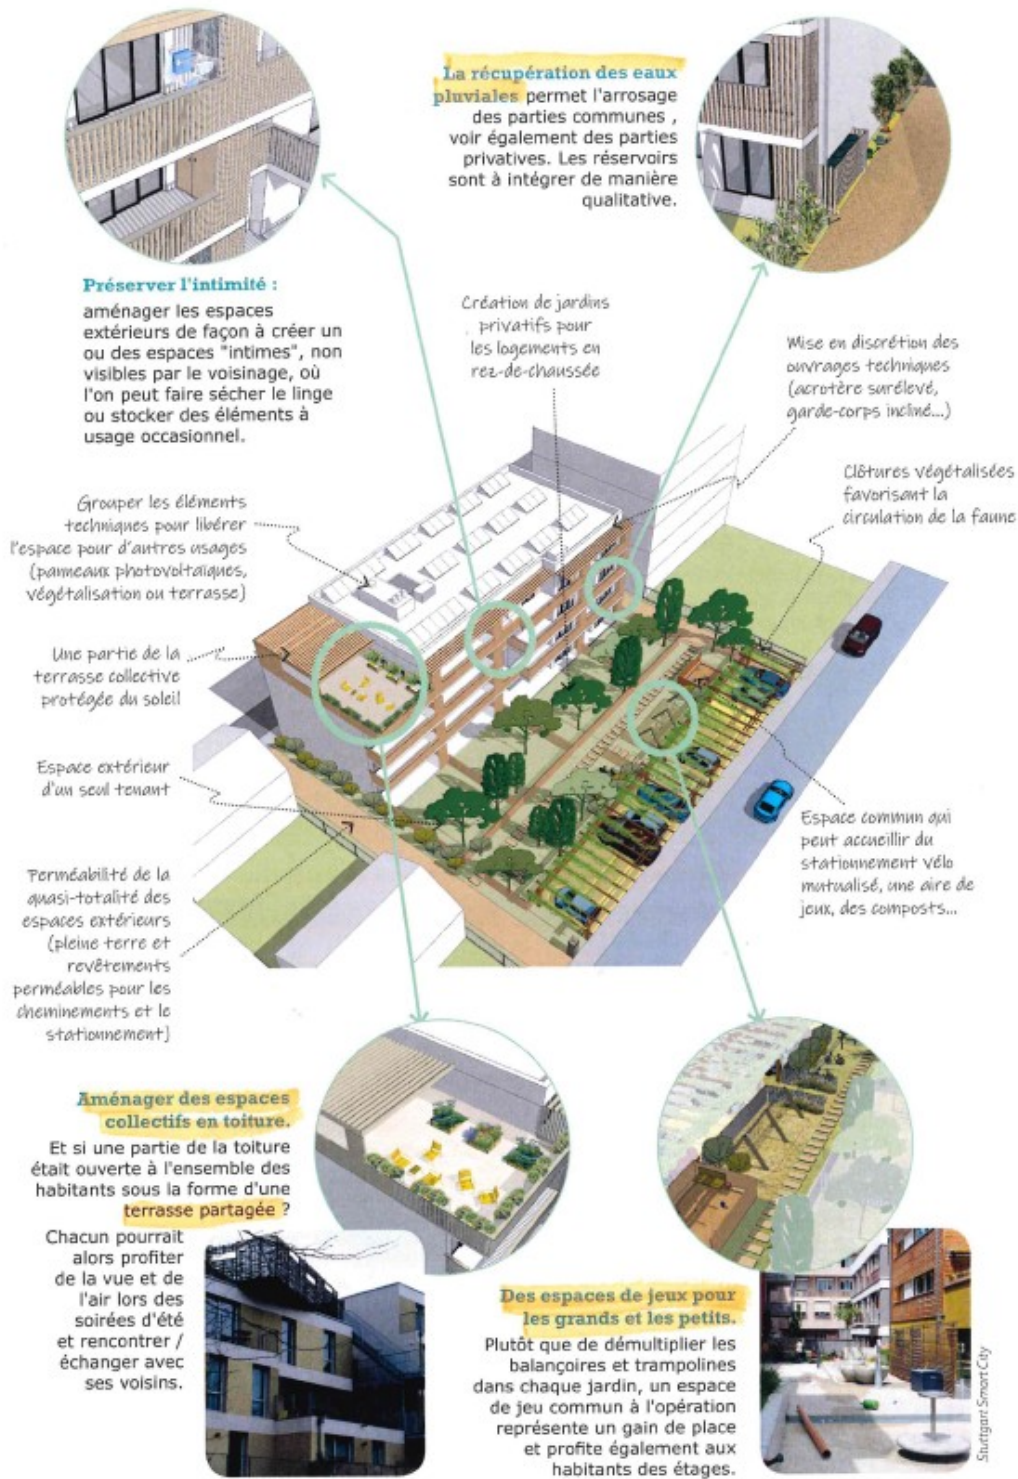 La récupération des eaux
pluviales permet l'arrosage
des parties communes ,
voir également des parties
privatives. Les réservoirs
sont à intégrer de manière
qualitative.
Préserver l'intimité :
aménager les espaces
extérieurs de façon à créer un
ou des espaces "intimes", non
visibles par le voisinage, où
l'on peut faire sécher le linge
ou stocker des éléments à
usage occasionnel.
Création de jardins
privatifs pour
les logements en
rez-de-chaussée
Mise en discrétion des
ouvrages techniques
(acrotère surélevé,
garde-corps incliné...)
Clôtures végétalisées
favorisant la
circulation de la faune
Grouper les éléments
techniques pour libérer
l'espace pour d'autres usages
(panneaux photovoltaïques,
végétalisation ou terrasse)
Une partie de la
terrasse collective
protégée du soleil
Espace extérieur
d'un seul tenant
Perméabilité de la
quasi-totalité des
espaces extérieurs
(pleine terre et
revêtements
perméables pour les
cheminements et le
stationnement)
Espace commun qui
peut accueillir du
stationnement vélo
mutualisé, une aire de
jeux, des composts...
Aménager des espaces
collectifs en toiture.
Et si une partie de la toiture
était ouverte à l'ensemble des
habitants sous la forme d'une
terrasse partagée ?
Chacun pourrait
alors profiter
de la vue et de
l'air lors des
soirées d'été
et rencontrer /
échanger avec
ses voisins.
Des espaces de jeux pour
les grands et les petits.
Plutôt que de démultiplier les
balançoires et trampolines
dans chaque jardin, un espace
de jeu commun à l'opération
représente un gain de place
et profite également aux
habitants des étages.
Stuttgart Smart City